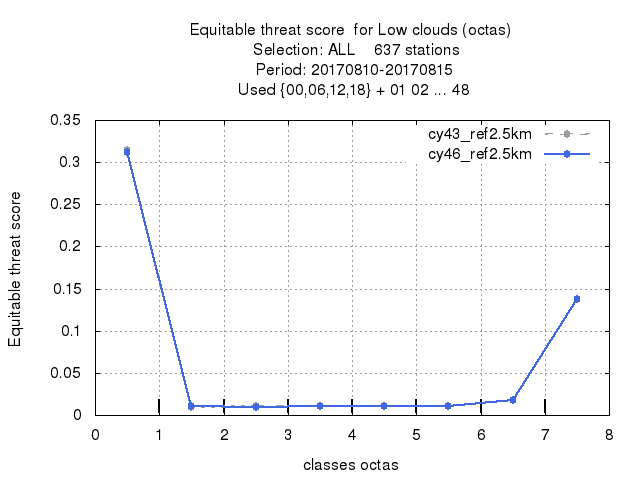 Equitable threat score  for Low clouds (octas)
Selection: ALL    637 stations
Period: 20170810-20170815
Used {00,06,12,18} + 01 02 ... 48
cy43_ref2.5km
cy46_ref2.5km
Equitable threat score
0.35
0.3
0.25
0.2
0.15
0.1
0.05
0
0 1 2 3 4 5 6 7 8
classes octas